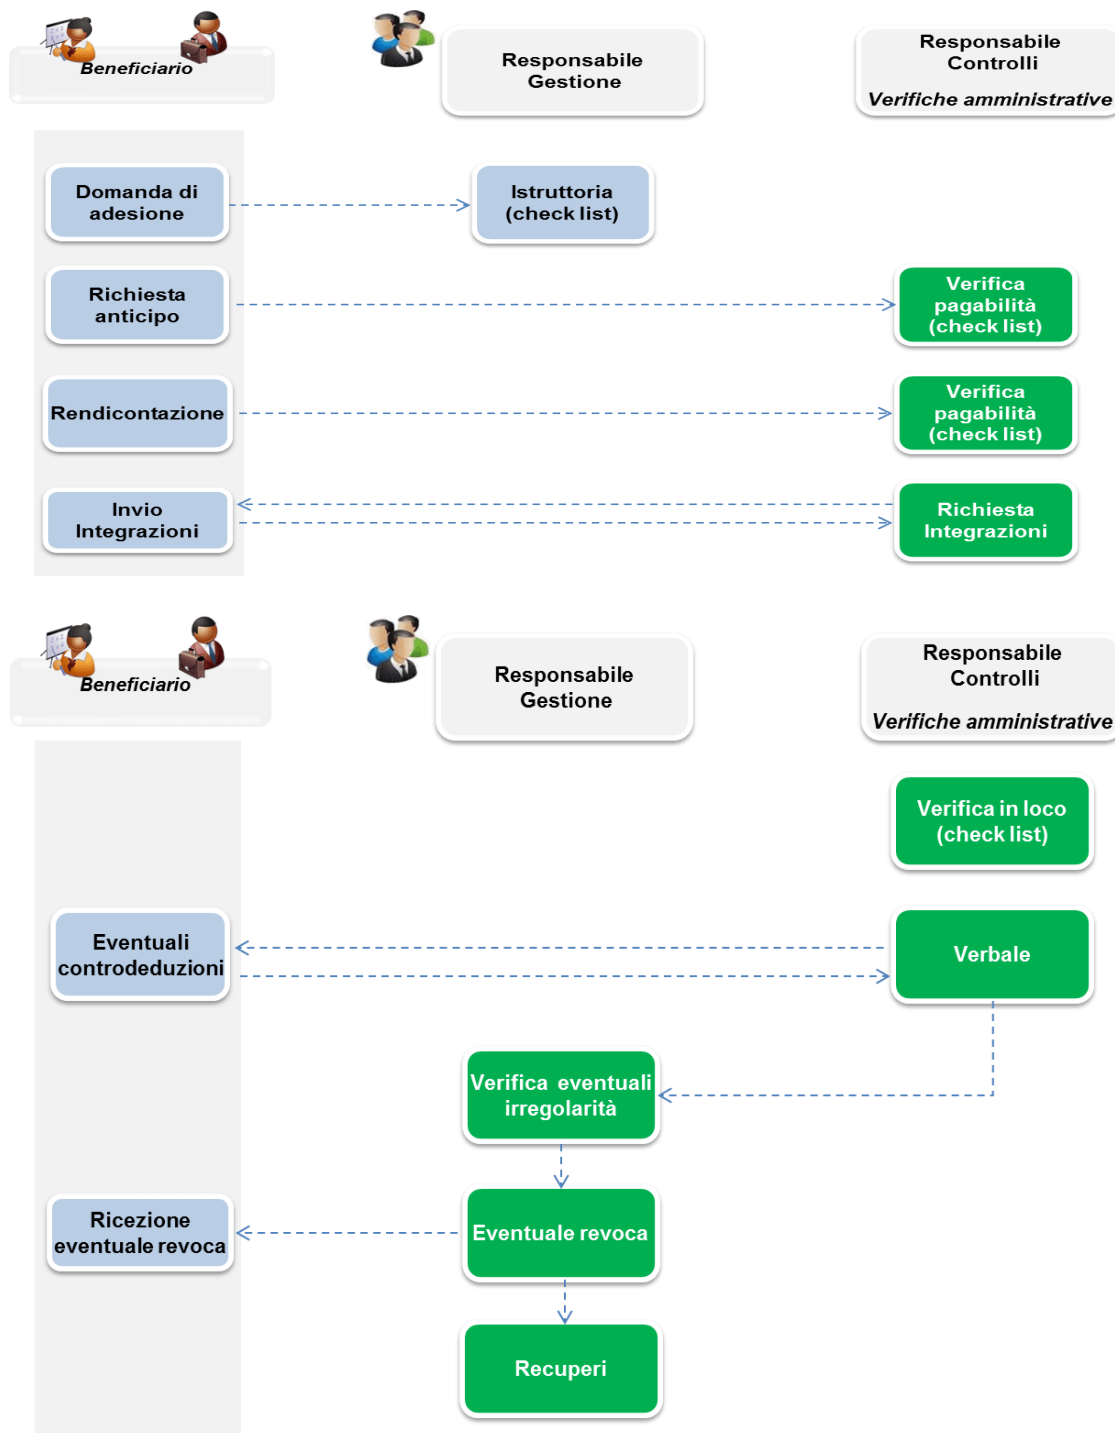 Beneficiario
Responsabile
Gestione
Responsabile
Controlli
Verifiche amministrative
Domanda di
adesione
Istruttoria
(check list)
Richiesta
anticipo
Verifica
pagabilità
(check list)
Rendicontazione
Verifica
pagabilità
(check list)
Invio
Integrazioni
Richiesta
Integrazioni
Beneficiario
Responsabile
Gestione
Responsabile
Controlli
Verifiche amministrative
Verifica in loco
(check list)
Eventuali
controdeduzioni
Verbale
Verifica eventuali
irregolarità
Ricezione
eventuale revoca
Eventuale revoca
Recuperi